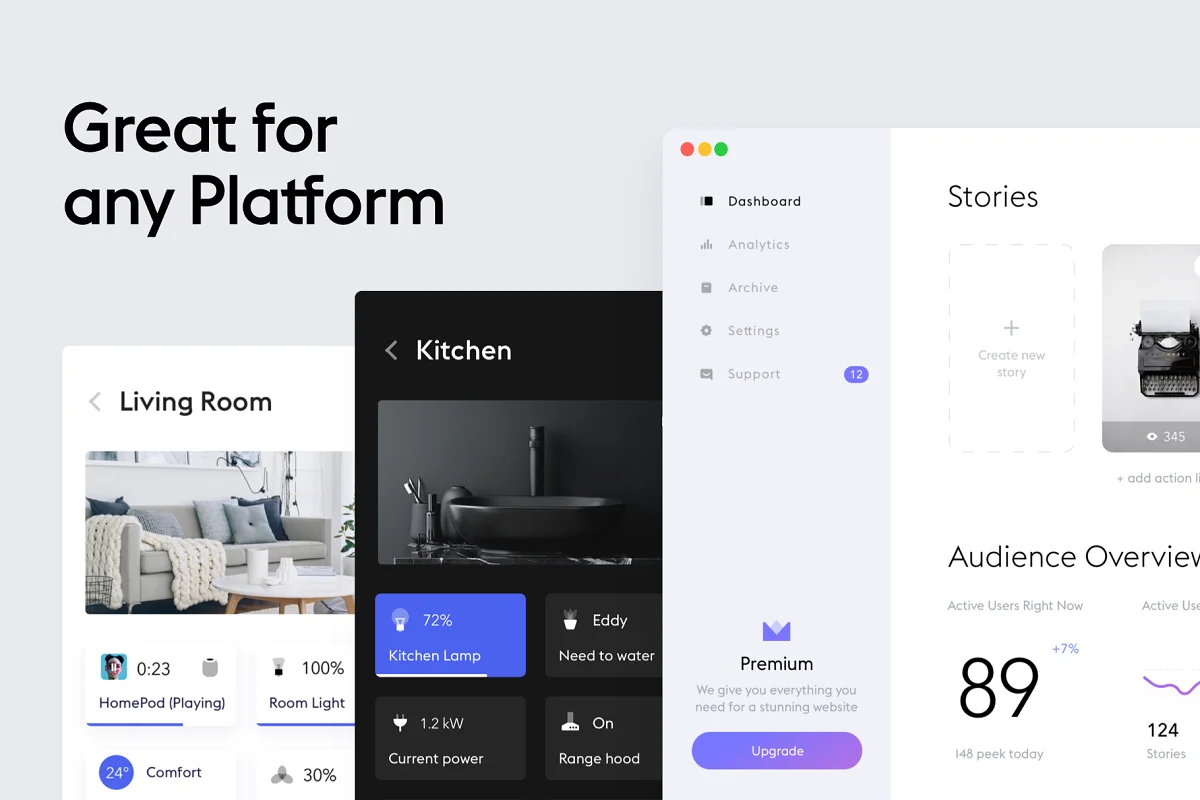 Great for
any Platform
Living Room
0:23
HomePod (Playing)
100%
Room Light
24°
Comfort
30%
Kitchen
72%
Kitchen Lamp
Eddy
Need to water
1.2 kW
Current power
On
Range hood
Dashboard
Analytics
Archive
Settings
Support
12
Premium
We give you everything you
need for a stunning website
Upgrade
Stories
Create new
story
345
+ add action li
Audience Overview
Active Users Right Now
+7%
89
148 peek today
Active Use
124
Stories